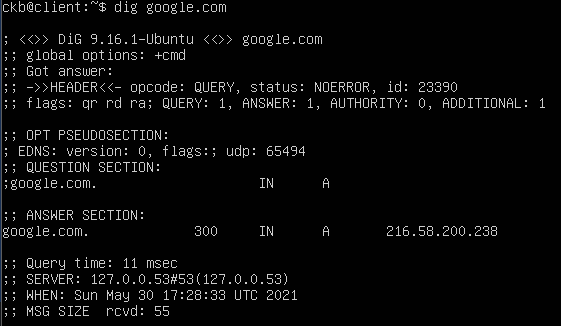 ckb@client:~$ dig google.com
; <<>> DiG 9.16.1-Ubuntu <<>> google.com
;; global options: +cmd
;; Got answer:
;; ->>HEADER<<- opcode: QUERY, status: NOERROR, id: 23390
;; flags: qr rd ra; QUERY: 1, ANSWER: 1, AUTHORITY: 0, ADDITIONAL: 1
;; OPT PSEUDOSECTION:
; EDNS: version: 0, flags:; udp: 65494
;; QUESTION SECTION:
;google.com. IN A
;; ANSWER SECTION:
google.com. 300 IN A 216.58.200.238
;; Query time: 11 msec
;; SERVER: 127.0.0.53#53(127.0.0.53)
;; WHEN: Sun May 30 17:28:33 UTC 2021
;; MSG SIZE rcvd: 55